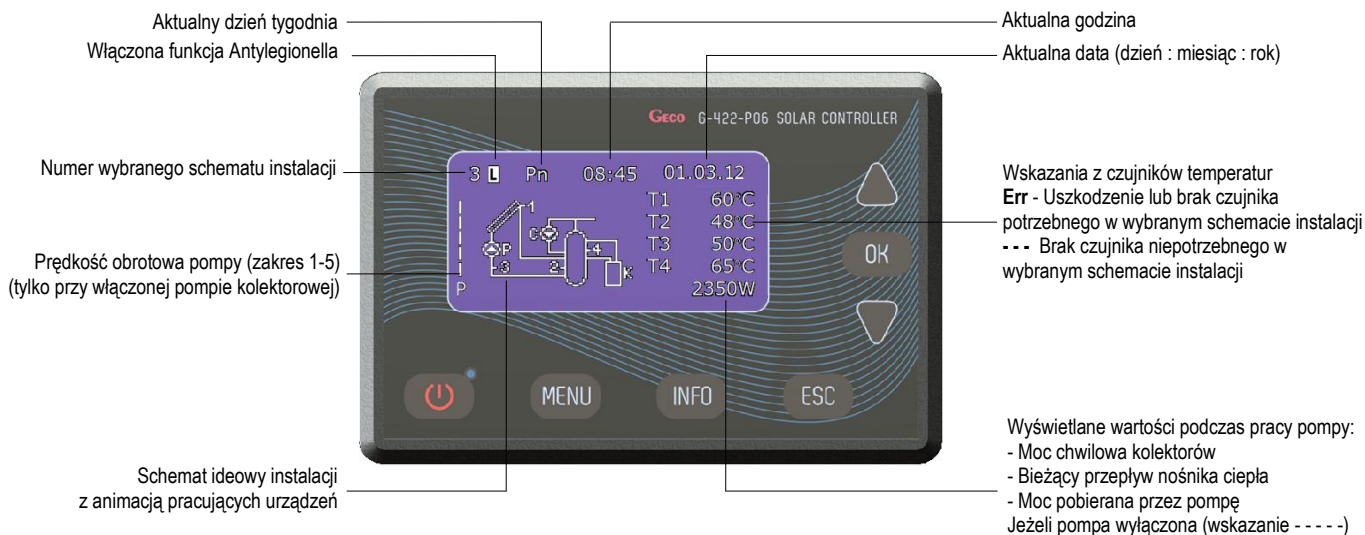 Aktualny dzień tygodnia
Włączona funkcja Antylegionella
Numer wybranego schematu instalacji
Prędkość obrotowa pompy (zakres 1-5)
(tylko przy włączonej pompie kolektorowej)
Schemat ideowy instalacji
z animacją pracujących urządzeń
Aktualna godzina
Aktualna data (dzień : miesiąc : rok)
GECO G-422-P06 SOLAR CONTROLLER
3 L Pn 08:45 01.03.12
T1 60°C
T2 48°C
T3 50°C
T4 65°C
2350W
1
C
P
4
3
2
K
P
OK
MENU
INFO
ESC
Wskazania z czujników temperatur
Err - Uszkodzenie lub brak czujnika
potrzebnego w wybranym schemacie instalacji
- - - Brak czujnika niepotrzebnego w
wybranym schemacie instalacji
Wyświetlane wartości podczas pracy pompy:
- Moc chwilowa kolektorów
- Bieżący przepływ nośnika ciepła
- Moc pobierana przez pompę
Jeżeli pompa wyłączona (wskazanie - - - - -)